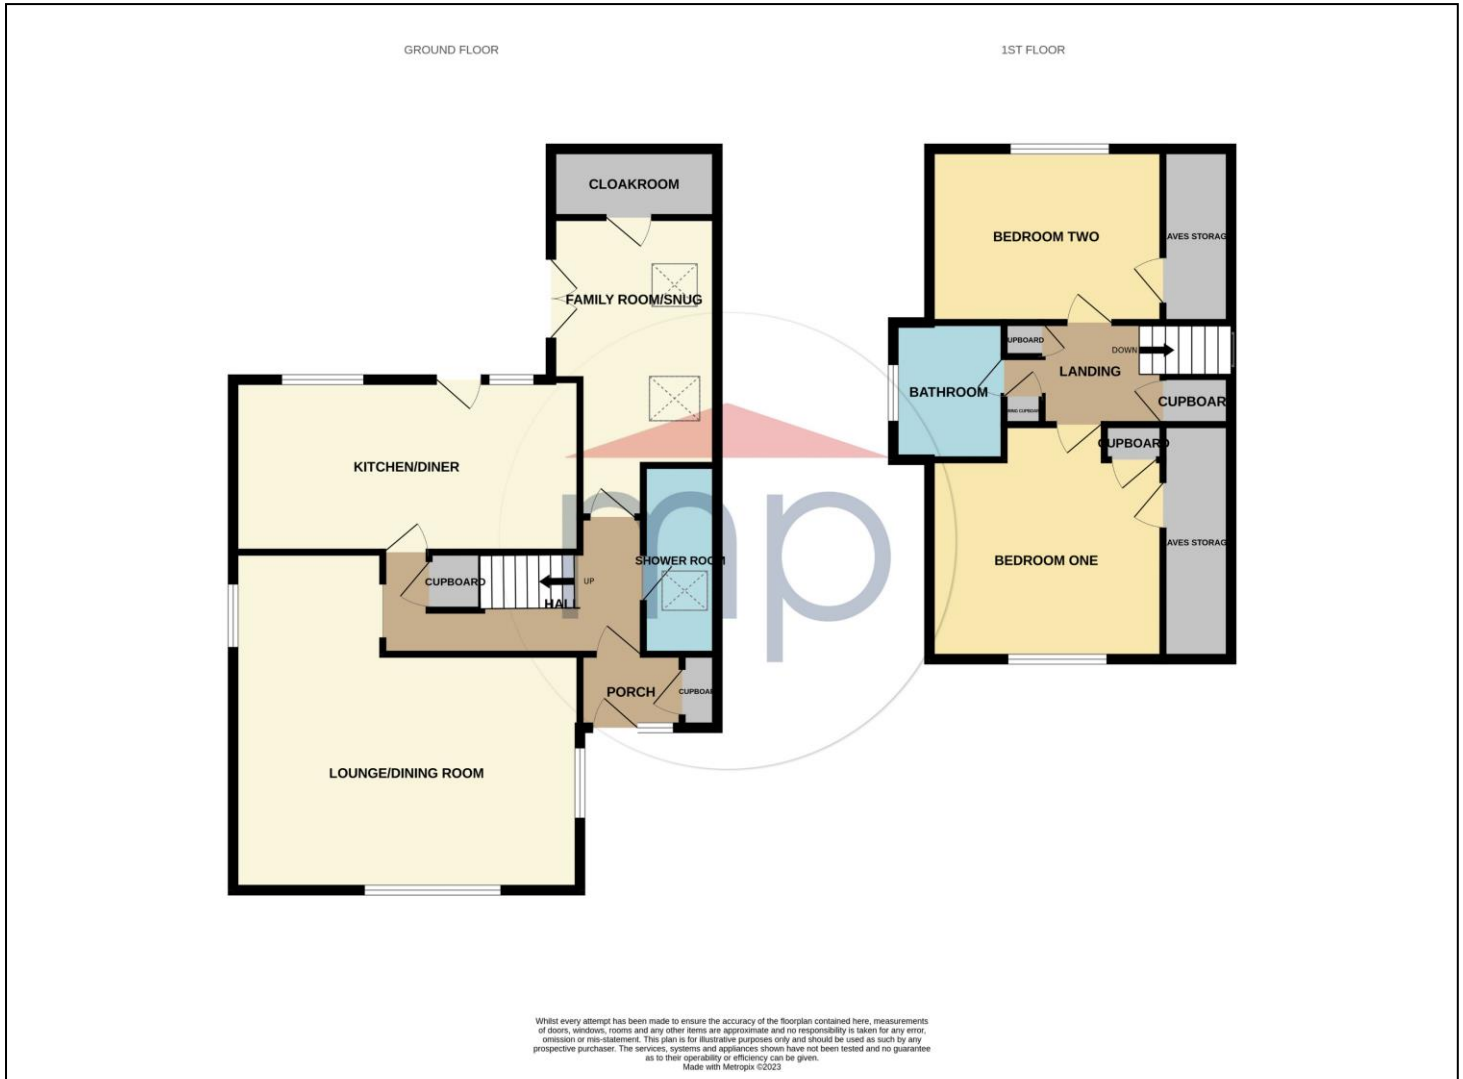 GROUND FLOOR
1ST FLOOR
CLOAKROOM
FAMILY ROOM/SNUG
KITCHEN/DINER
SHOWER ROOM
CUPBOARD
UP
HALL
PORCH
CUPBOAR
LOUNGE/DINING ROOM
BEDROOM TWO
AVES STORAG
UPBOARD
DOWN
LANDING
BATHROOM
CUPBOAR
CUPBOARD
BEDROOM ONE
AVES STORAG
mp
Whilst every attempt has been made to ensure the accuracy of the floorplan contained here, measurements
of doors, windows, rooms and any other items are approximate and no responsibility is taken for any error,
omission or mis-statement. This plan is for illustrative purposes only and should be used as such by any
prospective purchaser. The services, systems and appliances shown have not been tested and no guarantee
as to their operability or efficiency can be given.
Made with Metropix ©2023